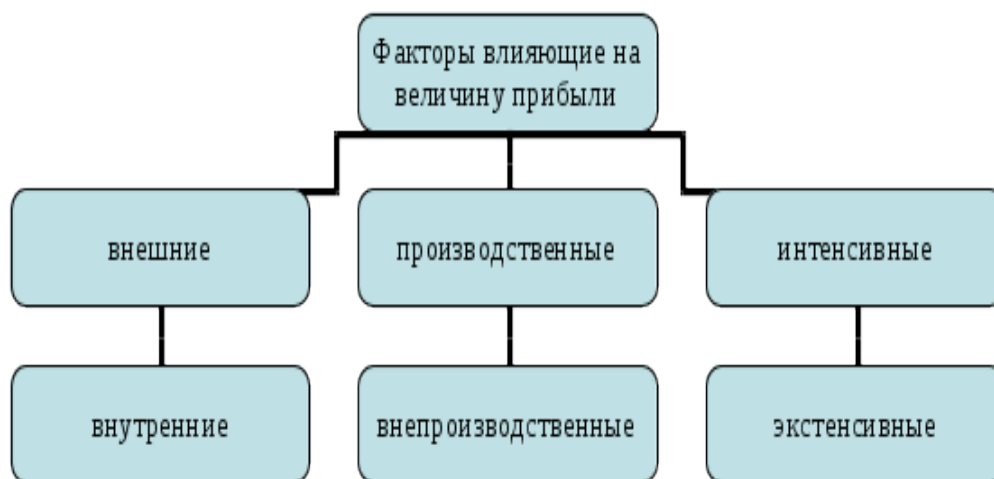 Факторы влияющие на
величину прибыли
внешние
производственные
интенсивные
внутренние
внепроизводственные
экстенсивные